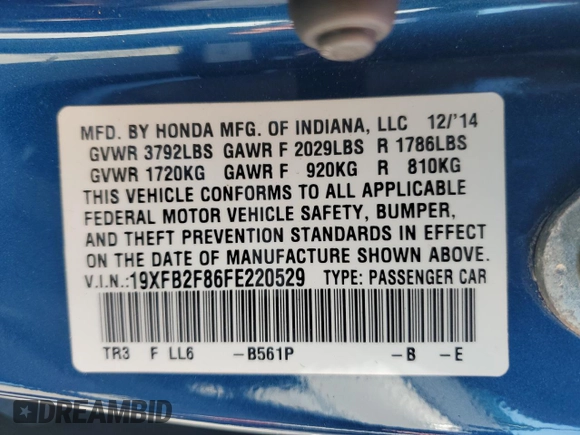 MFD. BY HONDA MFG. OF INDIANA, LLC 12/'14
GVWR 3792LBS GAWR F 2029LBS R 1786LBS
GVWR 1720KG GAWR F 920KG R 810KG
THIS VEHICLE CONFORMS TO ALL APPLICABLE
FEDERAL MOTOR VEHICLE SAFETY, BUMPER,
AND THEFT PREVENTION STANDARDS IN EFFECT
ON THE DATE OF MANUFACTURE SHOWN ABOVE.
V.I.N.:19XFB2F86FE220529 TYPE: PASSENGER CAR
TR3 F LL6 -B561P -B -E
DREAMBID